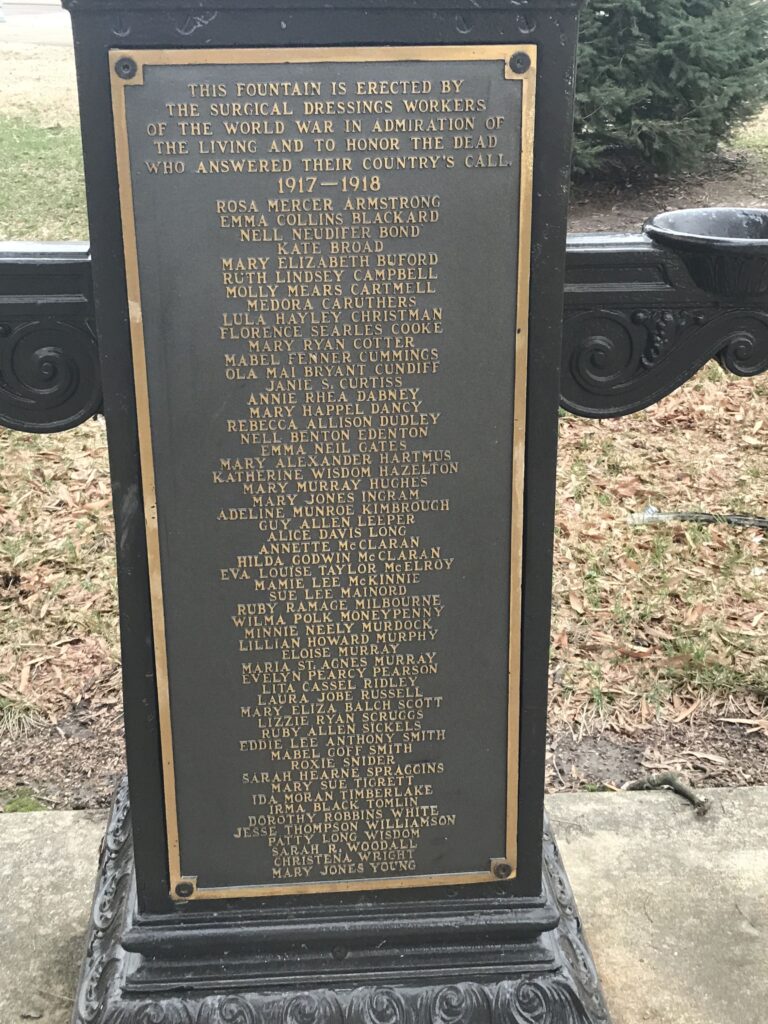 THIS FOUNTAIN IS ERECTED BY
THE SURGICAL DRESSINGS WORKERS
OF THE WORLD WAR IN ADMIRATION OF
THE LIVING AND TO HONOR THE DEAD
WHO ANSWERED THEIR COUNTRY'S CALL.
1917-1918
ROSA MERCER ARMSTRONG
EMMA COLLINS BLACKARD
NELL NEUDIFER BOND
KATE BROAD
MARY ELIZABETH BUFORD
RUTH LINDSEY CAMPBELL
MOLLY MEARS CARTMELL
MEDORA CARUTHERS
LULA HAYLEY CHRISTMAN
FLORENCE SEARLES COOKE
MARY RYAN COTTER
MABEL FENNER CUMMINGS
OLA MAI BRYANT CUNDIFF
JANIE S. CURTISS
ANNIE RHEA DABNEY
MARY HAPPEL DANCY
REBECCA ALLISON DUDLEY
NELL BENTON EDENTON
EMMA NEIL GATES
MARY ALEXANDER HARTMUS
KATHERINE WISDOM HAZELTON
MARY MURRAY HUGHES
MARY JONES INGRAM
ADELINE MUNROE KIMBROUGH
GUY ALLEN LEEPER
ALICE DAVIS LONG
ANNETTE McCLARAN
HILDA GODWIN McCLARAN
EVA LOUISE TAYLOR McELROY
MAMIE LEE McKINNIE
SUE LEE MAINORD
RUBY RAMAGE MILBOURNE
WILMA POLK MONEYPENNY
MINNIE NEELY MURDOCK
LILLIAN HOWARD MURPHY
ELOISE MURRAY
MARIA ST. AGNES MURRAY
EVELYN PEARCY PEARSON
LITA CASSEL RIDLEY
LAURA JOBE RUSSELL
MARY ELIZA BALCH SCOTT
LIZZIE RYAN SCRUGGS
RUBY ALLEN SICKELS
EDDIE LEE ANTHONY SMITH
MABEL GOFF SMITH
ROXIE SNIDER
SARAH HEARNE SPRAGGINS
MARY SUE TIGRETT
IDA MORAN TIMBERLAKE
IRMA BLACK TOMLIN
DOROTHY ROBBINS WHITE
JESSE THOMPSON WILLIAMSON
PATTY LONG WISDOM
SARAH R. WOODALL
CHRISTENA WRIGHT
MARY JONES YOUNG